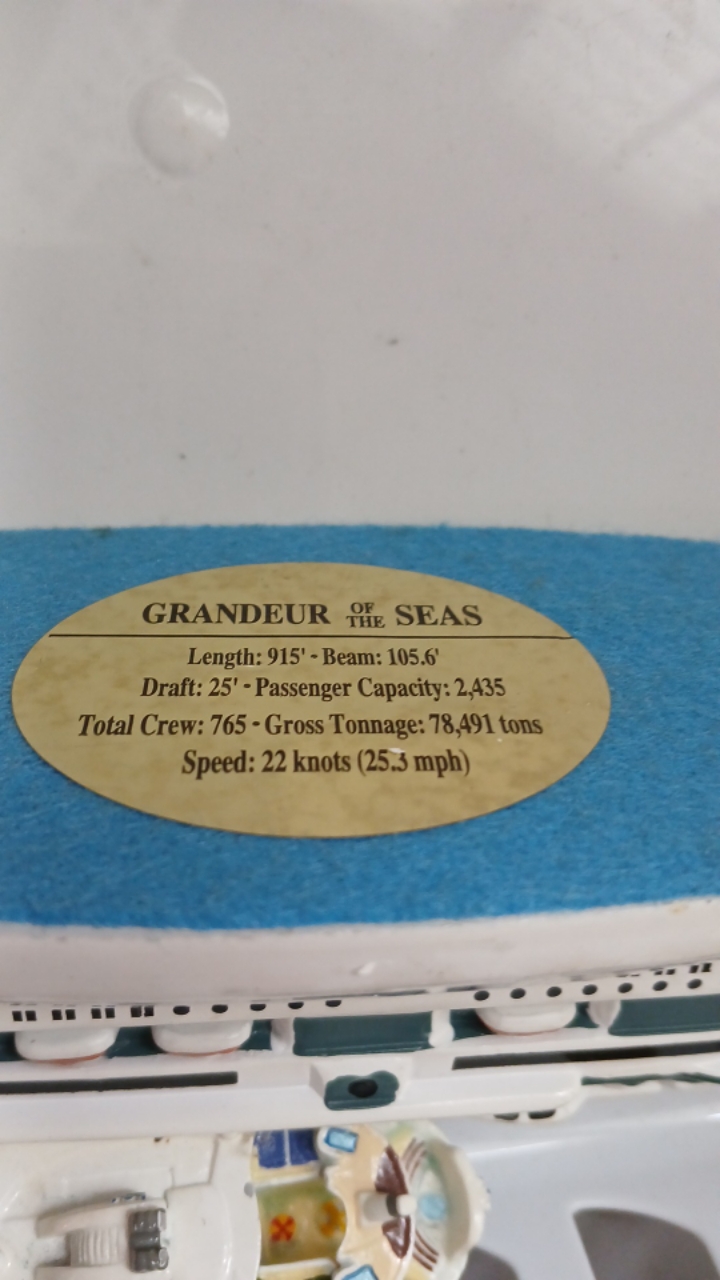 GRANDEUR OF THE SEAS
Length: 915' - Beam: 105.6'
Draft: 25' - Passenger Capacity: 2,435
Total Crew: 765 - Gross Tonnage: 78,491 tons
Speed: 22 knots (25.3 mph)